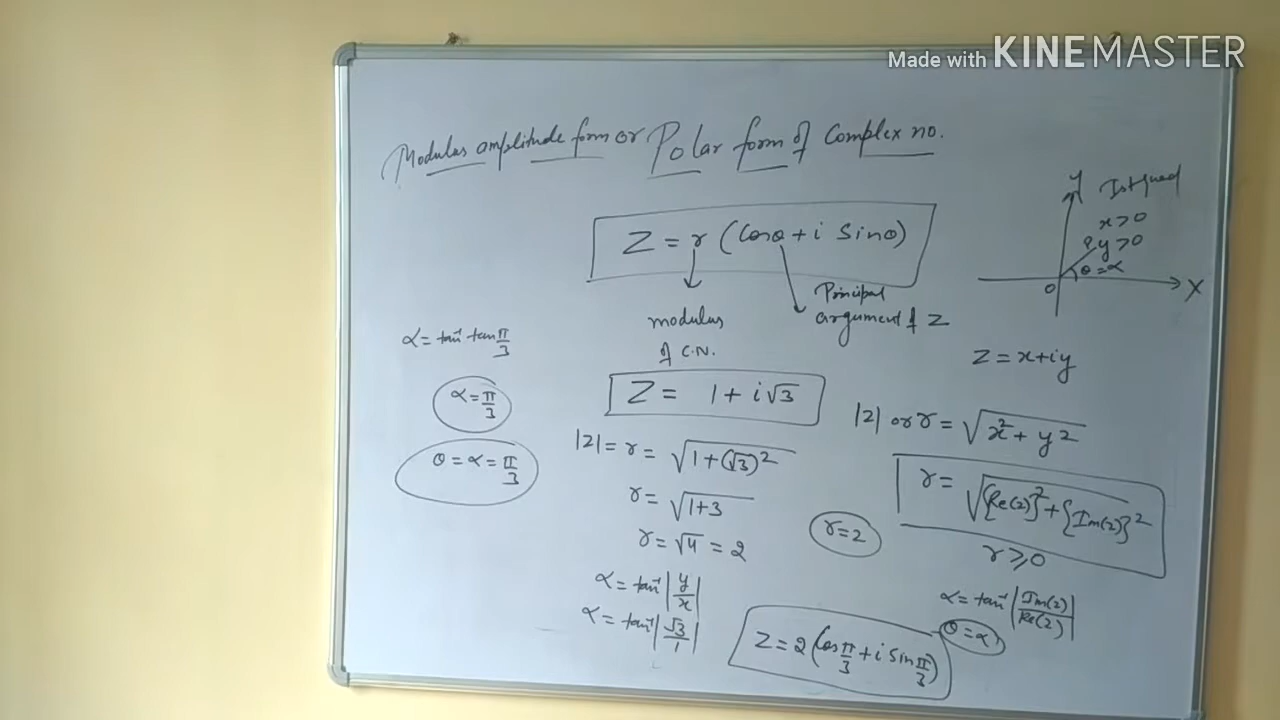 Made with KINEMASTER
Modulus amplitude form or Polar form of Complex no.
Z = r (Cosθ + i Sinθ)
modulus of C.N.
Principal argument of Z
Y Ist quad
x>0
y>0
θ=α
O X
Z = x+iy
|z| or r = √(x² + y²)
r = √({Re(z)}² + {Im(z)}²)
r ⩾ 0
α = tan⁻¹ |Im(z)/Re(z)|
θ = α
Z = 1 + i√3
|z| = r = √(1 + (√3)²)
r = √(1+3)
r = √4 = 2
r = 2
α = tan⁻¹ |y/x|
α = tan⁻¹ |√3/1|
α = tan⁻¹ tan π/3
α = π/3
θ = α = π/3
Z = 2 (Cos π/3 + i Sin π/3)